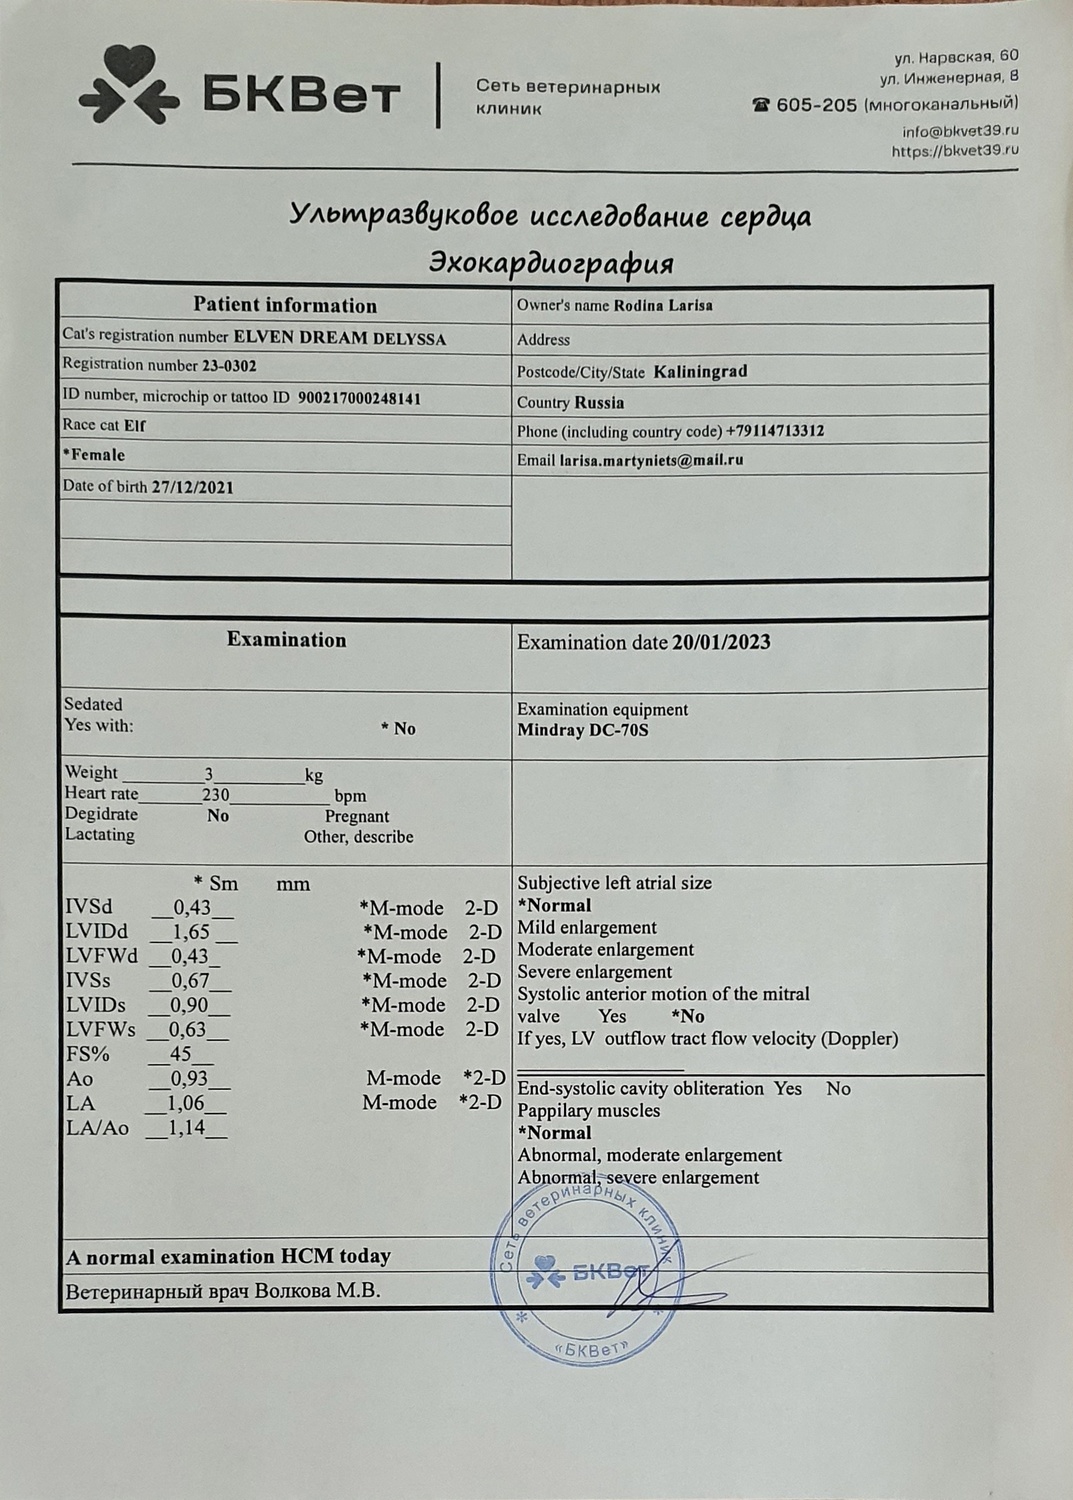 БКВет
Сеть ветеринарных
клиник
ул. Нарвская, 60
ул. Инженерная, 8
☎ 605-205 (многоканальный)
info@bkvet39.ru
https://bkvet39.ru
Ультразвуковое исследование сердца
Эхокардиография
Patient information
Cat's registration number ELVEN DREAM DELYSSA
Registration number 23-0302
ID number, microchip or tattoo ID 900217000248141
Race cat Elf
*Female
Date of birth 27/12/2021
Owner's name Rodina Larisa
Address
Postcode/City/State Kaliningrad
Country Russia
Phone (including country code) +79114713312
Email larisa.martyniets@mail.ru
Examination
Examination date 20/01/2023
Sedated
Yes with: * No
Examination equipment
Mindray DC-70S
Weight 3 kg
Heart rate 230 bpm
Degidrate No Pregnant
Lactating Other, describe
* Sm mm
IVSd 0,43 *M-mode 2-D
LVIDd 1,65 *M-mode 2-D
LVFWd 0,43 *M-mode 2-D
IVSs 0,67 *M-mode 2-D
LVIDs 0,90 *M-mode 2-D
LVFWs 0,63 *M-mode 2-D
FS% 45
Ao 0,93 M-mode *2-D
LA 1,06 M-mode *2-D
LA/Ao 1,14
Subjective left atrial size
*Normal
Mild enlargement
Moderate enlargement
Severe enlargement
Systolic anterior motion of the mitral
valve Yes *No
If yes, LV outflow tract flow velocity (Doppler)
End-systolic cavity obliteration Yes No
Pappilary muscles
*Normal
Abnormal, moderate enlargement
Abnormal, severe enlargement
A normal examination HCM today
Ветеринарный врач Волкова М.В.
Сеть ветеринарных клиник
БКВет
«БКВет»